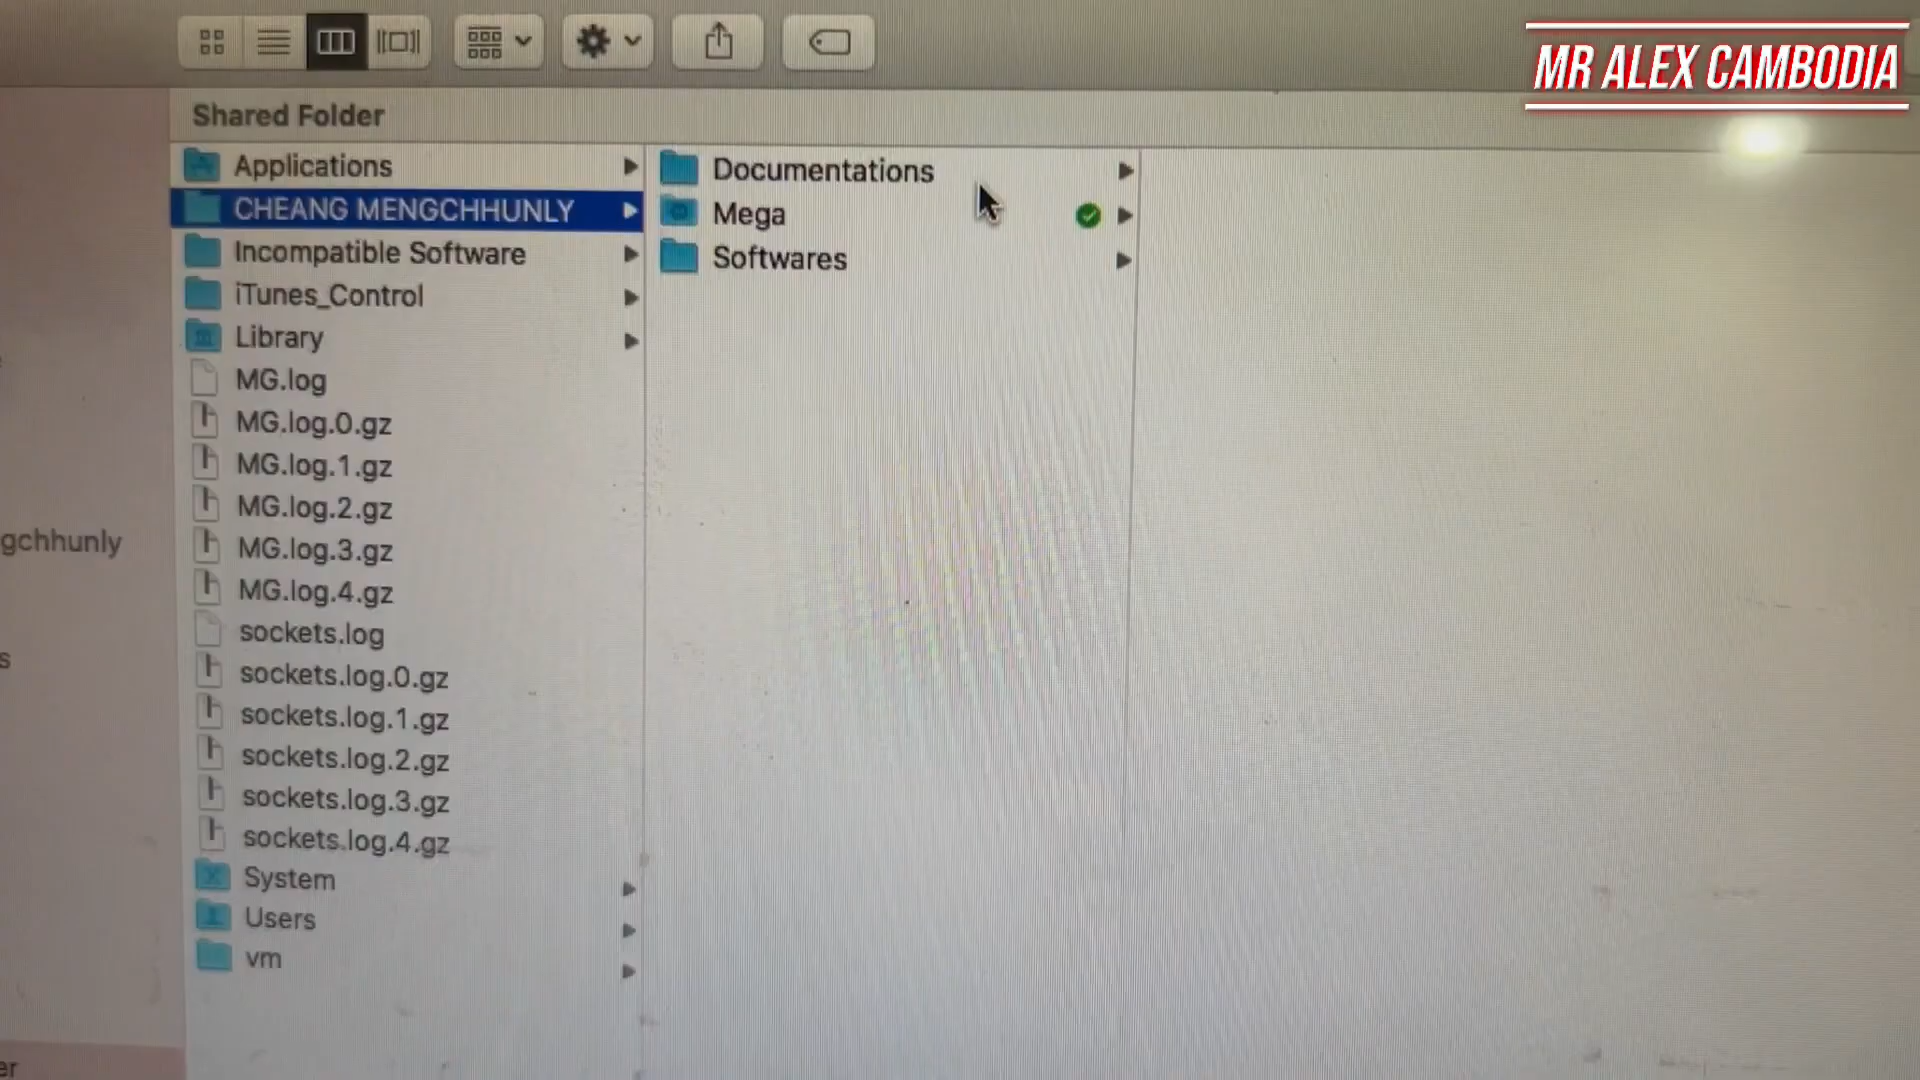 MR ALEX CAMBODIA
Shared Folder
Applications
CHEANG MENGCHHUNLY
Incompatible Software
iTunes_Control
Library
MG.log
MG.log.0.gz
MG.log.1.gz
MG.log.2.gz
MG.log.3.gz
MG.log.4.gz
sockets.log
sockets.log.0.gz
sockets.log.1.gz
sockets.log.2.gz
sockets.log.3.gz
sockets.log.4.gz
System
Users
vm
Documentations
Mega
Softwares
gchhunly
s
er